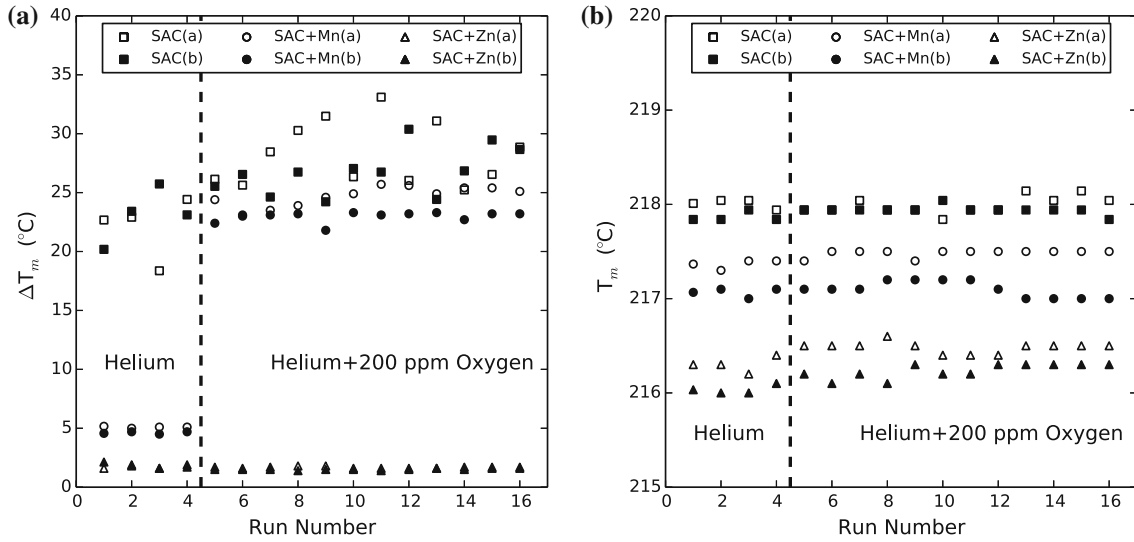 (a)
40
35
30
25
20
15
10
5
0
ΔTm (°C)
SAC(a) SAC+Mn(a) SAC+Zn(a)
SAC(b) SAC+Mn(b) SAC+Zn(b)
Helium Helium+200 ppm Oxygen
0 2 4 6 8 10 12 14 16
Run Number
(b)
220
219
218
217
216
215
Tm (°C)
SAC(a) SAC+Mn(a) SAC+Zn(a)
SAC(b) SAC+Mn(b) SAC+Zn(b)
Helium Helium+200 ppm Oxygen
0 2 4 6 8 10 12 14 16
Run Number